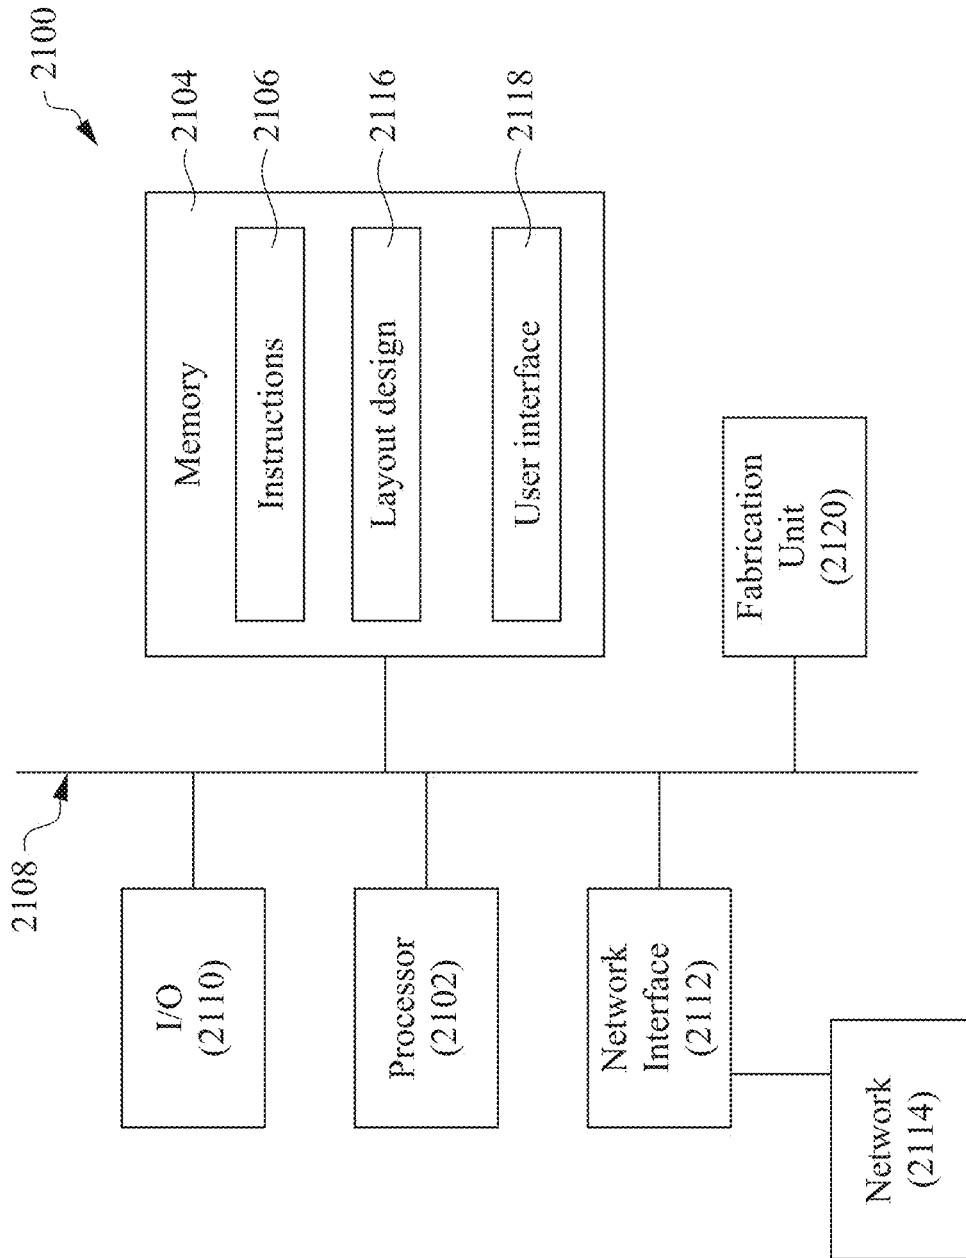 2100
2108
I/O
(2110)
Processor
(2102)
Network
Interface
(2112)
Network
(2114)
Memory
2104
Instructions
2106
Layout design
2116
User interface
2118
Fabrication
Unit
(2120)